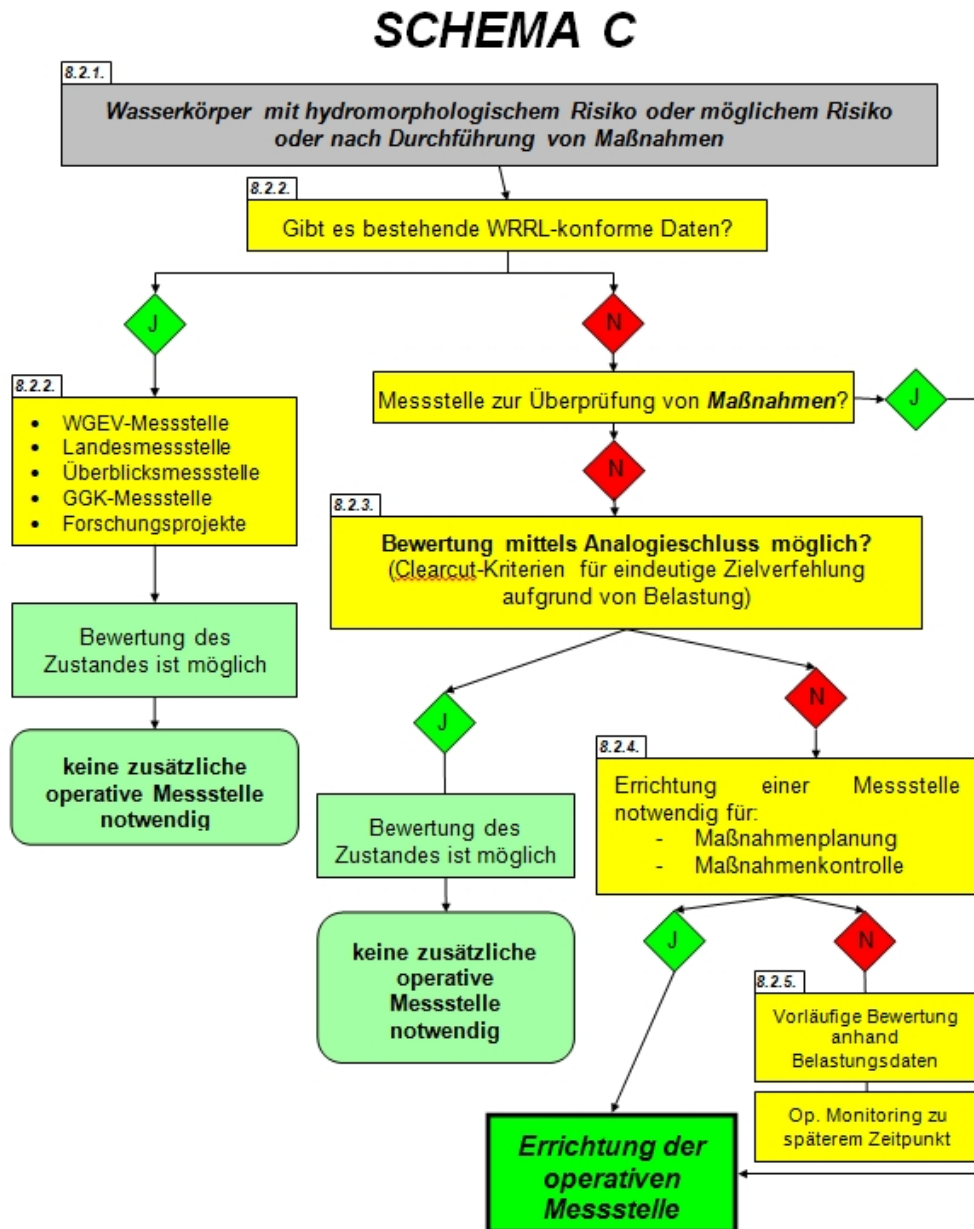 SCHEMA C
8.2.1.
Wasserkörper mit hydromorphologischem Risiko oder möglichem Risiko
oder nach Durchführung von Maßnahmen
8.2.2.
Gibt es bestehende WRRL-konforme Daten?
J
N
8.2.2.
• WGEV-Messstelle
• Landesmessstelle
• Überblicksmessstelle
• GGK-Messstelle
• Forschungsprojekte
Messstelle zur Überprüfung von Maßnahmen?
J
N
8.2.3.
Bewertung mittels Analogieschluss möglich?
(Clearcut-Kriterien für eindeutige Zielverfehlung
aufgrund von Belastung)
Bewertung des
Zustandes ist möglich
keine zusätzliche
operative Messstelle
notwendig
J
N
8.2.4.
Errichtung einer Messstelle
notwendig für:
- Maßnahmenplanung
- Maßnahmenkontrolle
Bewertung des
Zustandes ist möglich
keine zusätzliche
operative
Messstelle
notwendig
J
N
8.2.5.
Vorläufige Bewertung
anhand
Belastungsdaten
Op. Monitoring zu
späterem Zeitpunkt
Errichtung der
operativen
Messstelle